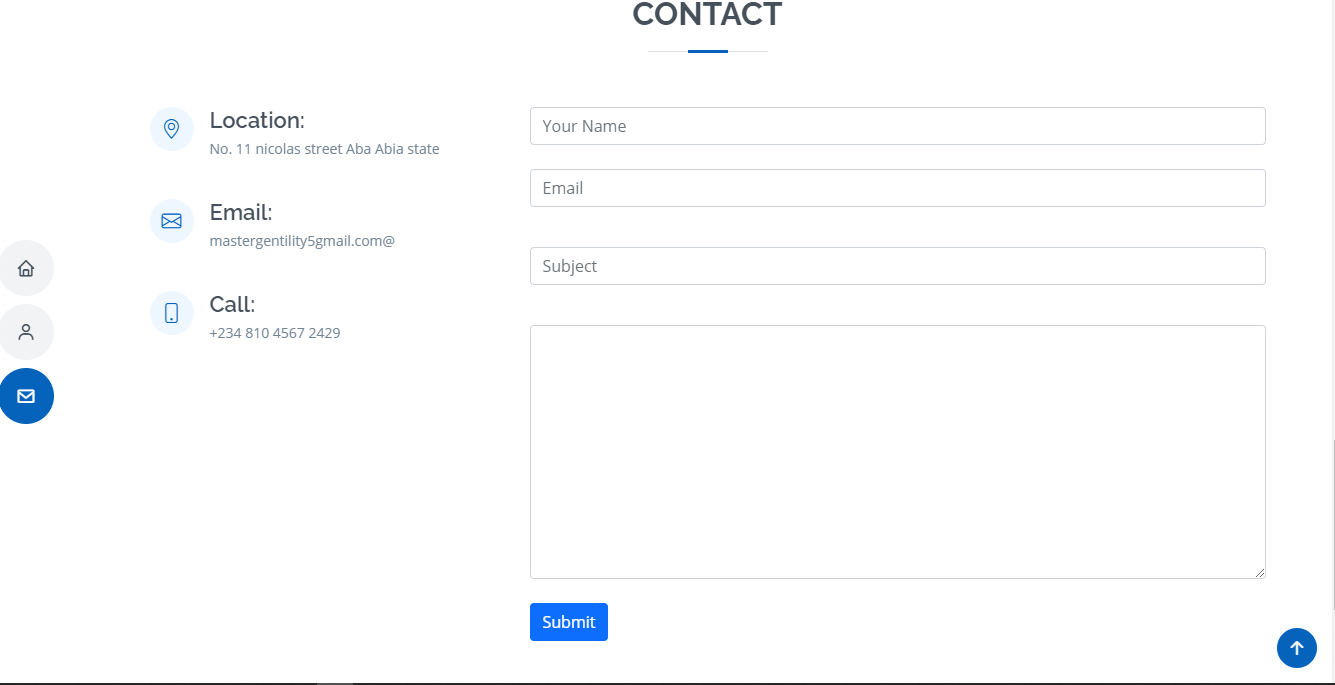 CONTACT
Location:
No. 11 nicolas street Aba Abia state
Email:
mastergentility5gmail.com@
Call:
+234 810 4567 2429
Your Name
Email
Subject
Submit